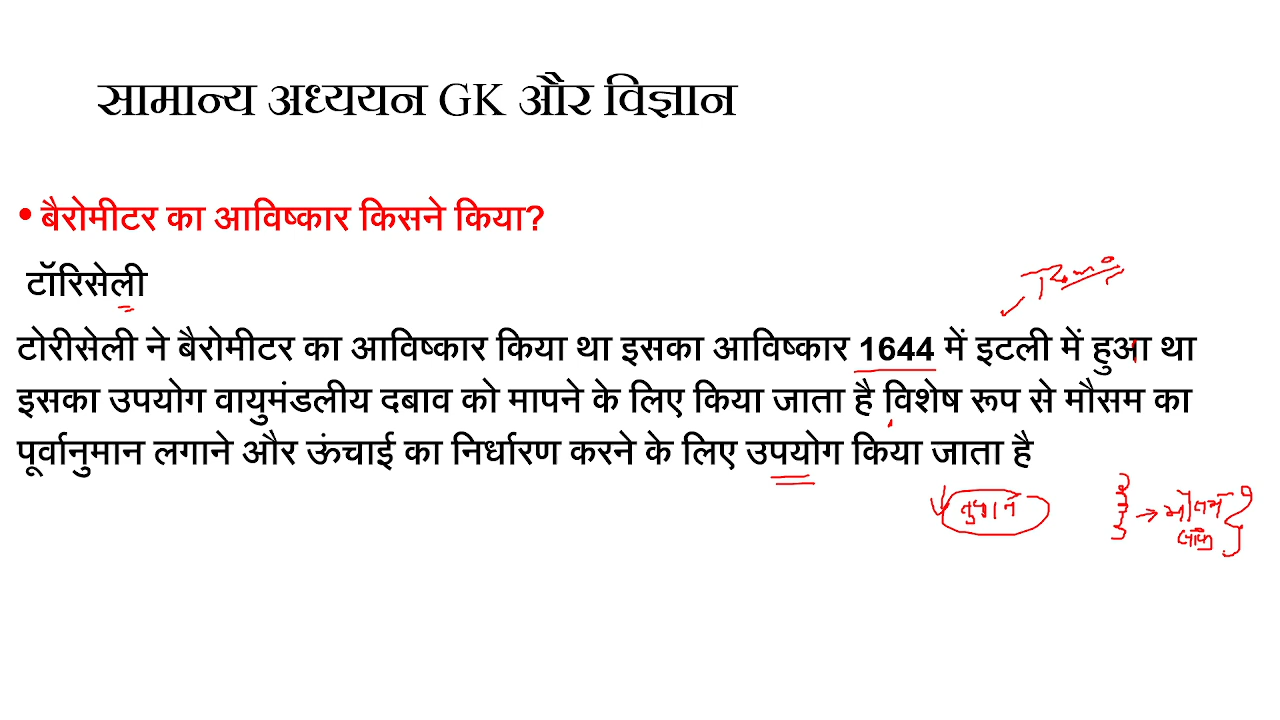 सामान्य अध्ययन GK और विज्ञान
• बैरोमीटर का आविष्कार किसने किया?
टॉरिसेली
टोरीसेली ने बैरोमीटर का आविष्कार किया था इसका आविष्कार 1644 में इटली में हुआ था
इसका उपयोग वायुमंडलीय दबाव को मापने के लिए किया जाता है विशेष रूप से मौसम का
पूर्वानुमान लगाने और ऊंचाई का निर्धारण करने के लिए उपयोग किया जाता है
तुफान